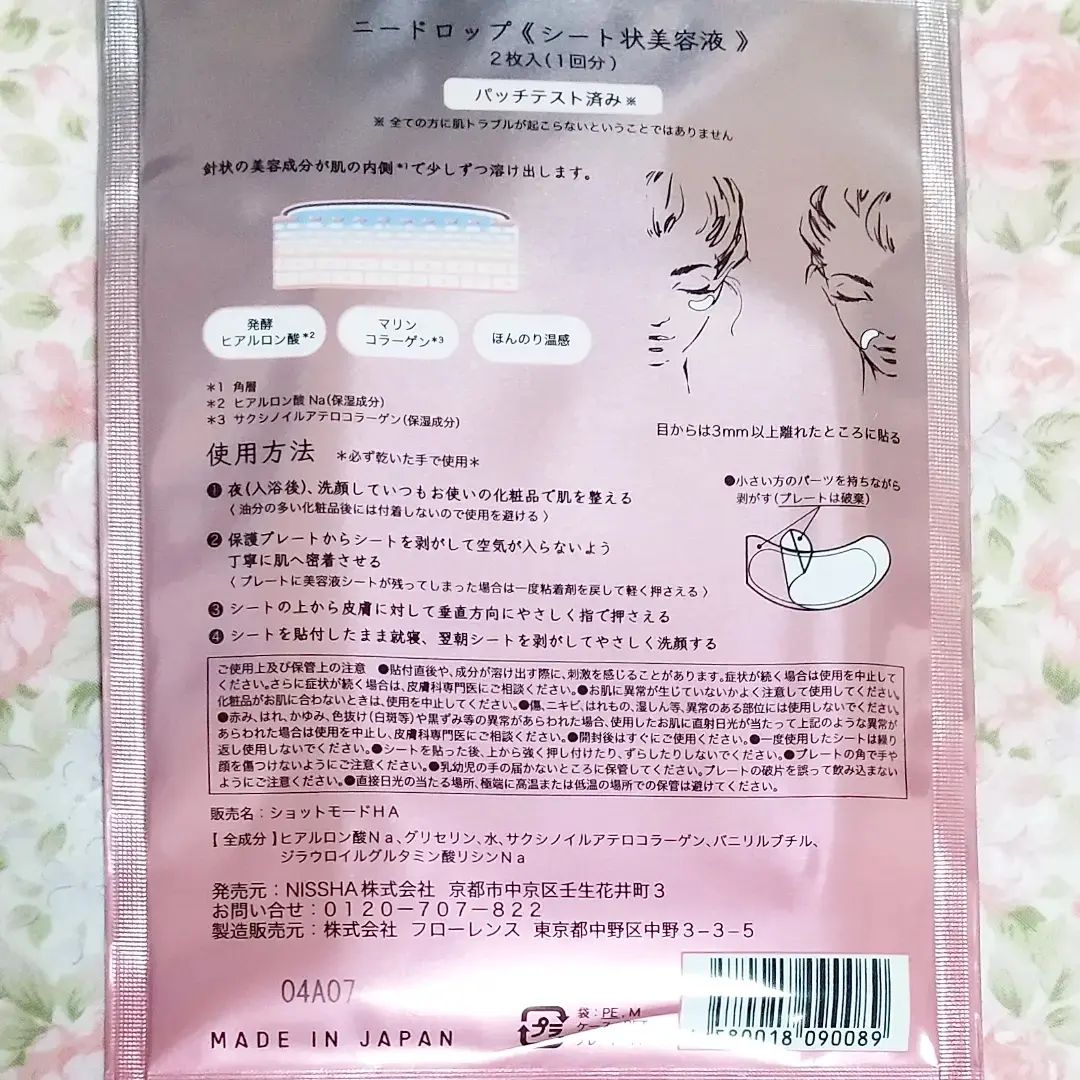 ニードロップ《シート状美容液》
2枚入(1回分)
パッチテスト済み※
※ 全ての方に肌トラブルが起こらないということではありません
針状の美容成分が肌の内側*1で少しずつ溶け出します。
発酵
ヒアルロン酸*2
マリン
コラーゲン*3
ほんのり温感
*1 角層
*2 ヒアルロン酸 Na(保湿成分)
*3 サクシノイルアテロコラーゲン(保湿成分)
目からは3mm以上離れたところに貼る
使用方法 *必ず乾いた手で使用*
❶ 夜(入浴後)、洗顔していつもお使いの化粧品で肌を整える
〈 油分の多い化粧品後には付着しないので使用を避ける 〉
❷ 保護プレートからシートを剥がして空気が入らないよう
丁寧に肌へ密着させる
〈 プレートに美容液シートが残ってしまった場合は一度粘着剤を戻して軽く押さえる 〉
❸ シートの上から皮膚に対して垂直方向にやさしく指で押さえる
❹ シートを貼付したまま就寝、翌朝シートを剥がしてやさしく洗顔する
●小さい方のパーツを持ちながら
剥がす(プレートは破棄)
ご使用上及び保管上の注意 ●貼付直後や、成分が溶け出す際に、刺激を感じることがあります。症状が続く場合は使用を中止して
ください。さらに症状が続く場合は、皮膚科専門医にご相談ください。●お肌に異常が生じていないかよく注意して使用してください。
化粧品がお肌に合わないときは、使用を中止してください。●傷、ニキビ、はれもの、湿しん等、異常のある部位には使用しないでください。
●赤み、はれ、かゆみ、色抜け(白斑等)や黒ずみ等の異常があらわれた場合、使用したお肌に直射日光が当たって上記のような異常が
あらわれた場合は使用を中止し、皮膚科専門医にご相談ください。●開封後はすぐにご使用ください。●一度使用したシートは繰り
返し使用しないでください。●シートを貼った後、上から強く押し付けたり、ずらしたりしないでください。●プレートの角で手や
顔を傷つけないようにご注意ください。●乳幼児の手の届かないところに保管してください。プレートの破片を誤って飲み込まない
ようにご注意ください。●直接日光の当たる場所、極端に高温または低温の場所での保管は避けてください。
販売名：ショットモードHA
【全成分】ヒアルロン酸Na、グリセリン、水、サクシノイルアテロコラーゲン、バニリルブチル、
ジラウロイルグルタミン酸リシンNa
発売元：NISSHA株式会社 京都市中京区壬生花井町3
お問い合せ：0120-707-822
製造販売元：株式会社 フローレンス 東京都中野区中野3-3-5
04A07
MADE IN JAPAN
プラ
袋：PE,M
580018 090089